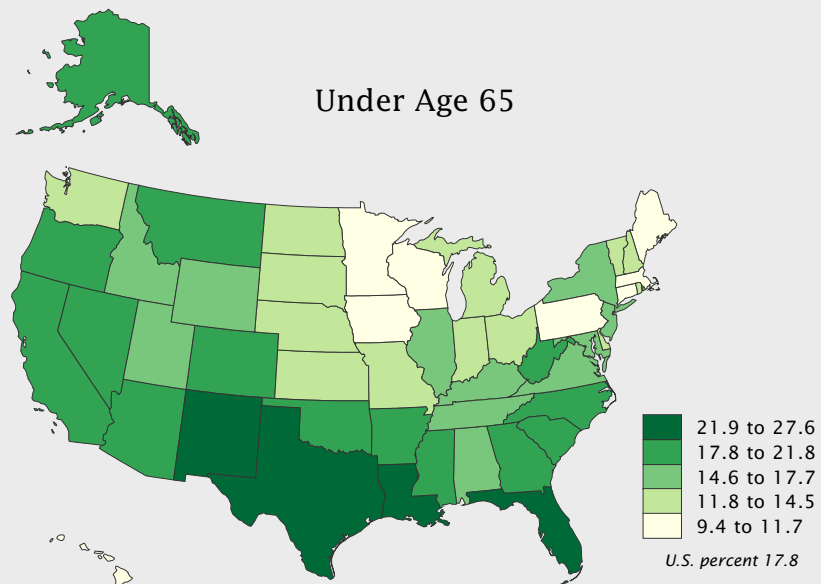 Under Age 65
21.9 to 27.6
17.8 to 21.8
14.6 to 17.7
11.8 to 14.5
9.4 to 11.7
U.S. percent 17.8